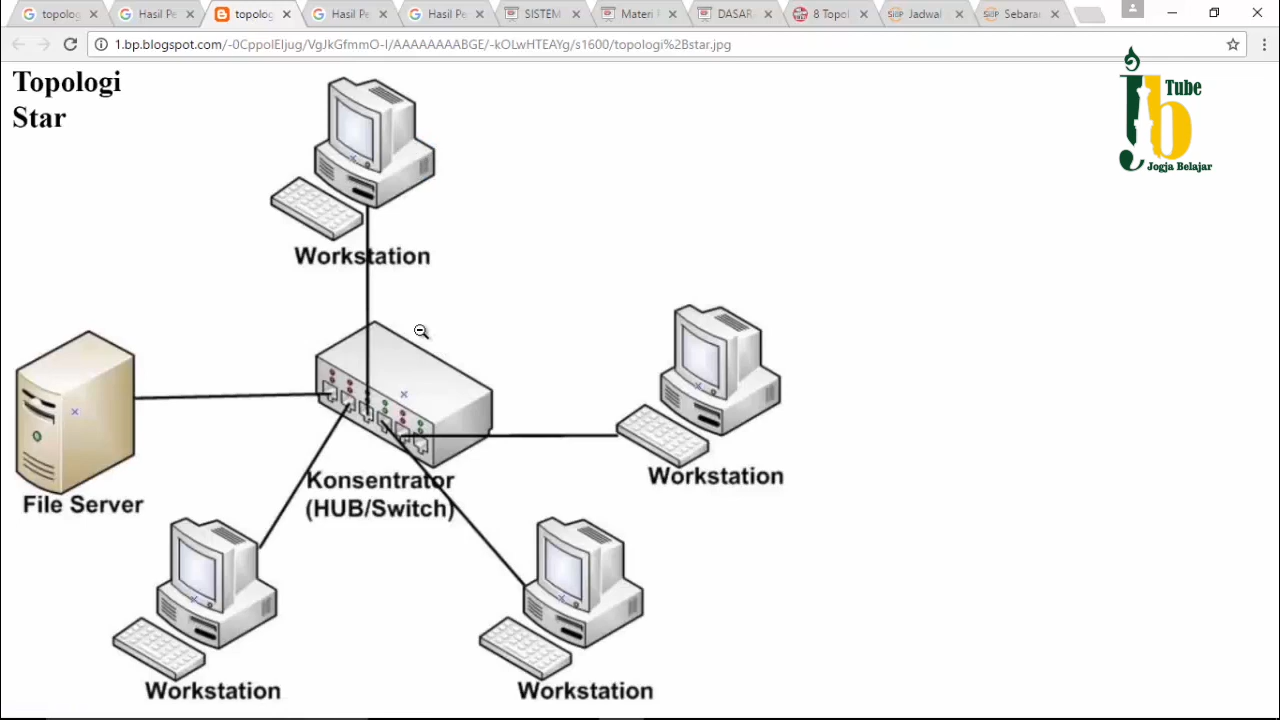 topolog
Hasil Pe
topolog
Hasil Pe
Hasil Pe
SISTEM
Materi
DASAR
8 Topol
Jadwal
Sebara
1.bp.blogspot.com/-0CppolEljug/VgJkGfmmO-I/AAAAAAAABGE/-kOLwHTEAYg/s1600/topologi%2Bstar.jpg
Topologi
Star
Tube
jb
Jogja Belajar
Workstation
Workstation
Konsentrator
(HUB/Switch)
File Server
Workstation
Workstation